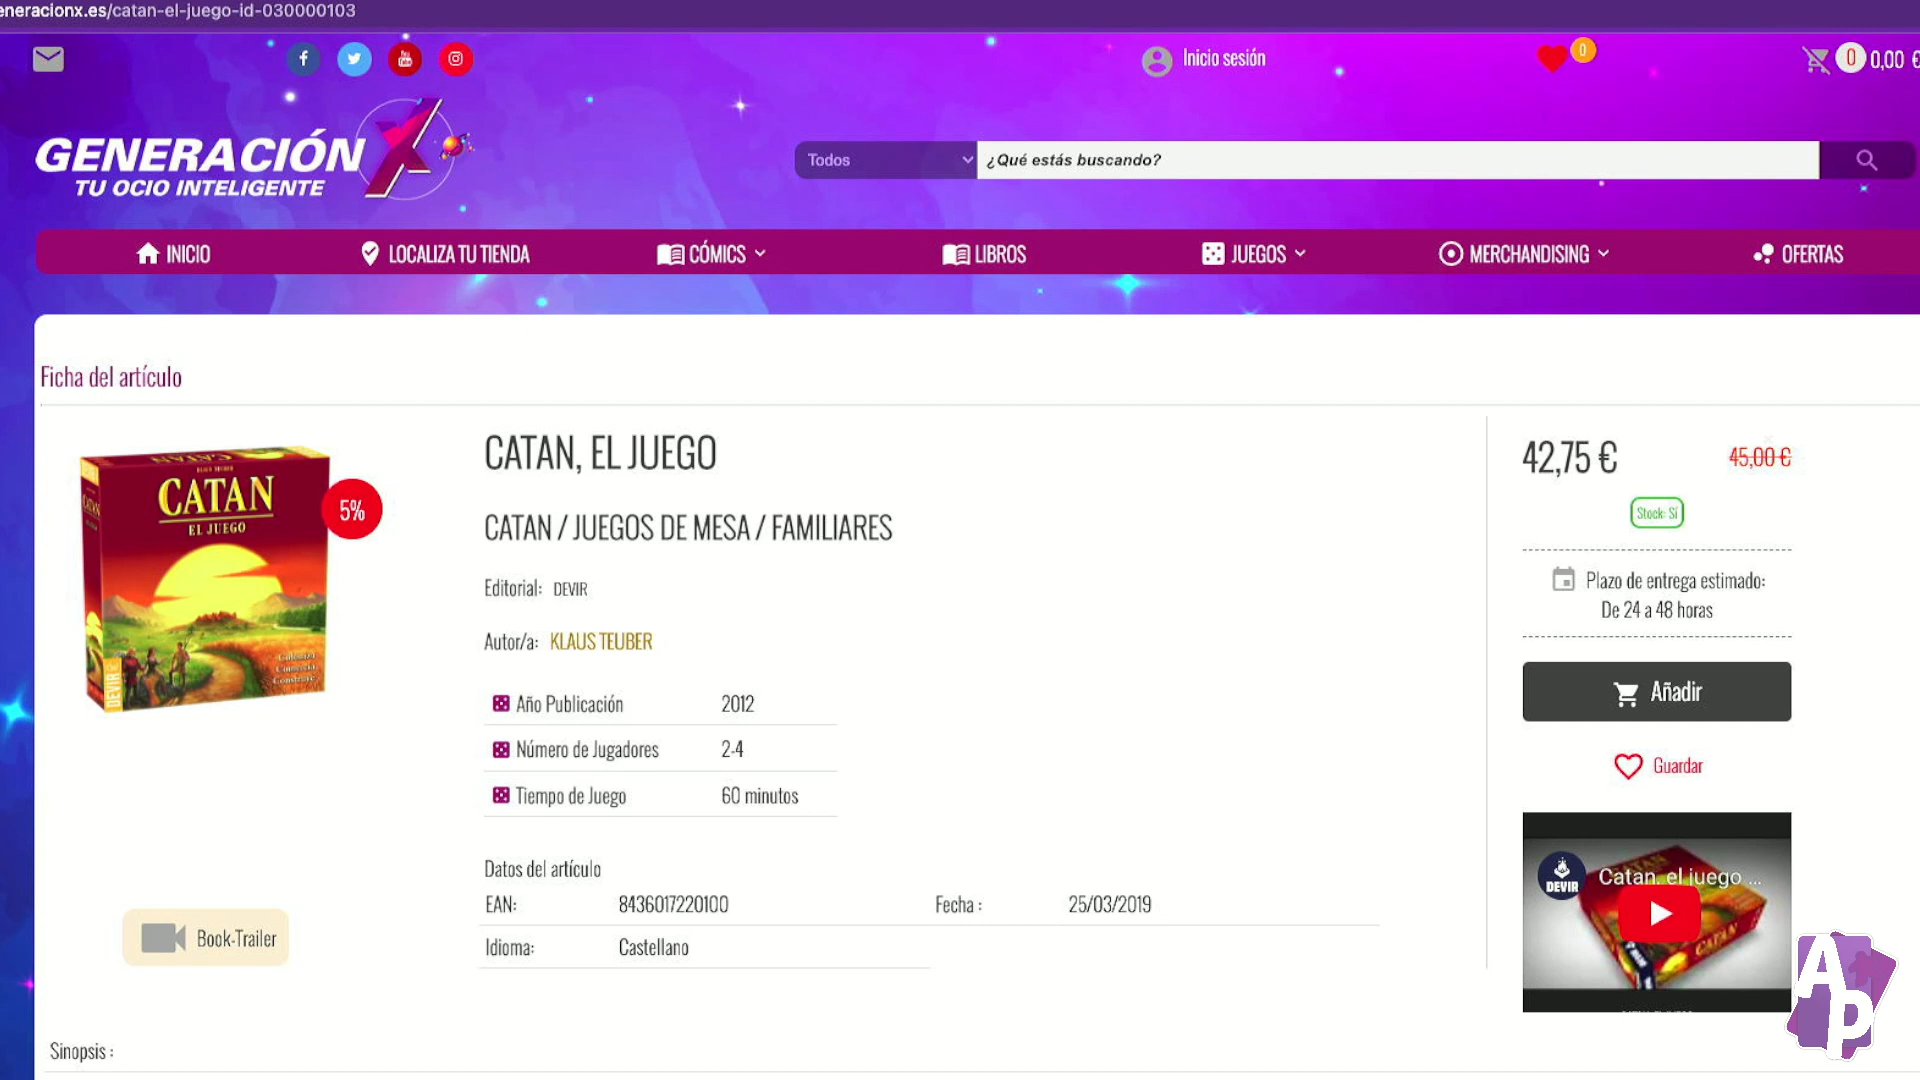 eneracionx.es/catan-el-juego-id-030000103
Inicio sesión
0
0
0,00 €
GENERACIÓN X
TU OCIO INTELIGENTE
Todos
¿Qué estás buscando?
INICIO
LOCALIZA TU TIENDA
CÓMICS
LIBROS
JUEGOS
MERCHANDISING
OFERTAS
Ficha del artículo
CATAN
EL JUEGO
DEVIR
5%
Book-Trailer
CATAN, EL JUEGO
CATAN / JUEGOS DE MESA / FAMILIARES
Editorial: DEVIR
Autor/a: KLAUS TEUBER
Año Publicación 2012
Número de Jugadores 2-4
Tiempo de Juego 60 minutos
Datos del artículo
EAN: 8436017220100 Fecha : 25/03/2019
Idioma: Castellano
42,75 €
45,00 €
Stock: Sí
Plazo de entrega estimado:
De 24 a 48 horas
Añadir
Guardar
DEVIR
Catan, el juego ...
CATAN
AP
Sinopsis :